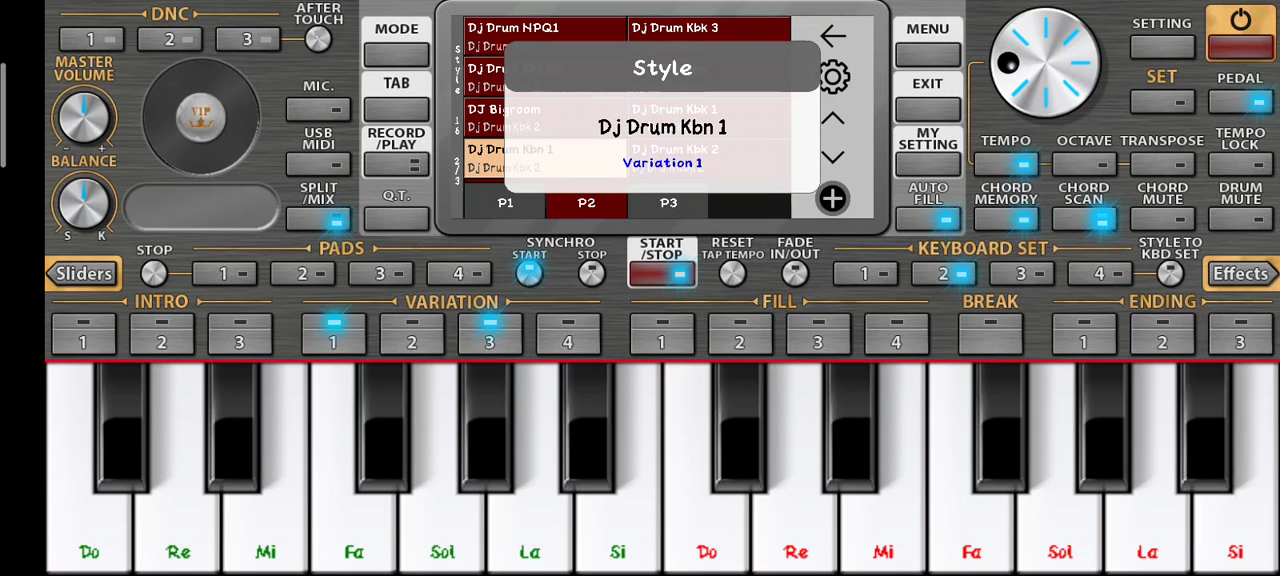 DNC
1 2 3
AFTER
TOUCH
MASTER
VOLUME
- +
BALANCE
S K
VIP
MIC.
USB
MIDI
SPLIT
/MIX
MODE
TAB
RECORD
/PLAY
Q.T.
Style
Dj Drum NPQ1
Dj Drum Kbk 3
DJ Bigroom
Dj Drum Kbk 1
Dj Drum Kbk 2
Dj Drum Kbn 1
Dj Drum Kbk 2
Dj Drum Kbk 2
Style
Dj Drum Kbn 1
Variation 1
P1 P2 P3
MENU
EXIT
MY
SETTING
AUTO
FILL
SETTING
SET
PEDAL
TEMPO
OCTAVE
TRANSPOSE
TEMPO
LOCK
CHORD
MEMORY
CHORD
SCAN
CHORD
MUTE
DRUM
MUTE
Sliders
STOP
PADS
1 2 3 4
SYNCHRO
START STOP
START
/STOP
RESET
TAP TEMPO
FADE
IN/OUT
KEYBOARD SET
1 2 3 4
STYLE TO
KBD SET
Effects
INTRO
1 2 3
VARIATION
1 2 3 4
FILL
1 2 3 4
BREAK
ENDING
1 2 3
Do Re Mi Fa Sol La Si Do Re Mi Fa Sol La Si